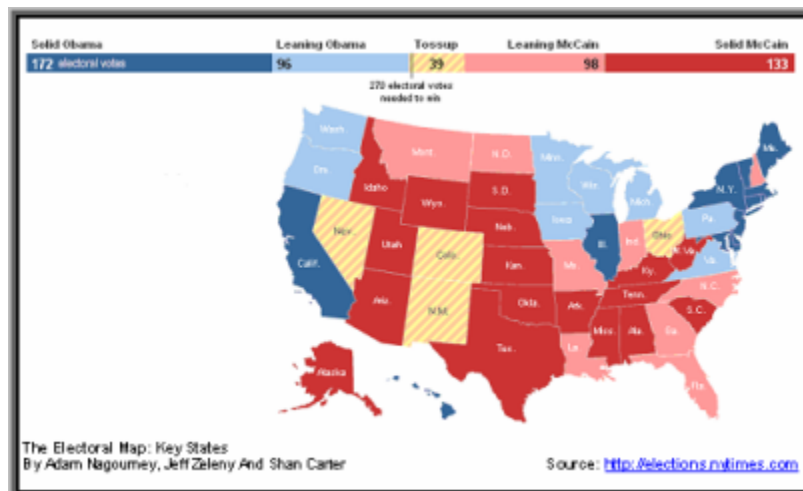 Solid Obama Leaning Obama Tossup Leaning McCain Solid McCain
172 electoral votes 96 39 98 133
270 electoral votes
needed to win
Wash.
Mont.
N.D.
Minn.
Me.
Ore.
Idaho
S.D.
Wis.
Mich.
N.Y.
Wyo.
Iowa
Pa.
Nev.
Neb.
Ill.
Ind.
Ohio
Utah
Colo.
Calif.
Kan.
Mo.
Ky.
W.Va.
Va.
Ariz.
N.M.
Okla.
Ark.
Tenn.
N.C.
S.C.
Tex.
La.
Miss.
Ala.
Ga.
Fla.
Alaska
The Electoral Map: Key States
By Adam Nagourney, Jeff Zeleny And Shan Carter
Source: http://elections.nytimes.com